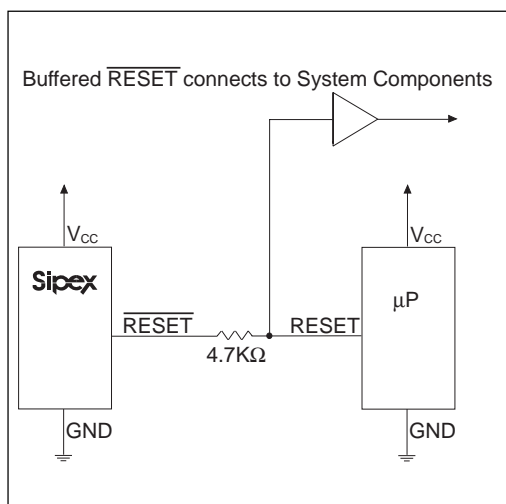 Buffered RESET connects to System Components
VCC
VCC
Sipex
μP
RESET
RESET
4.7KΩ
GND
GND